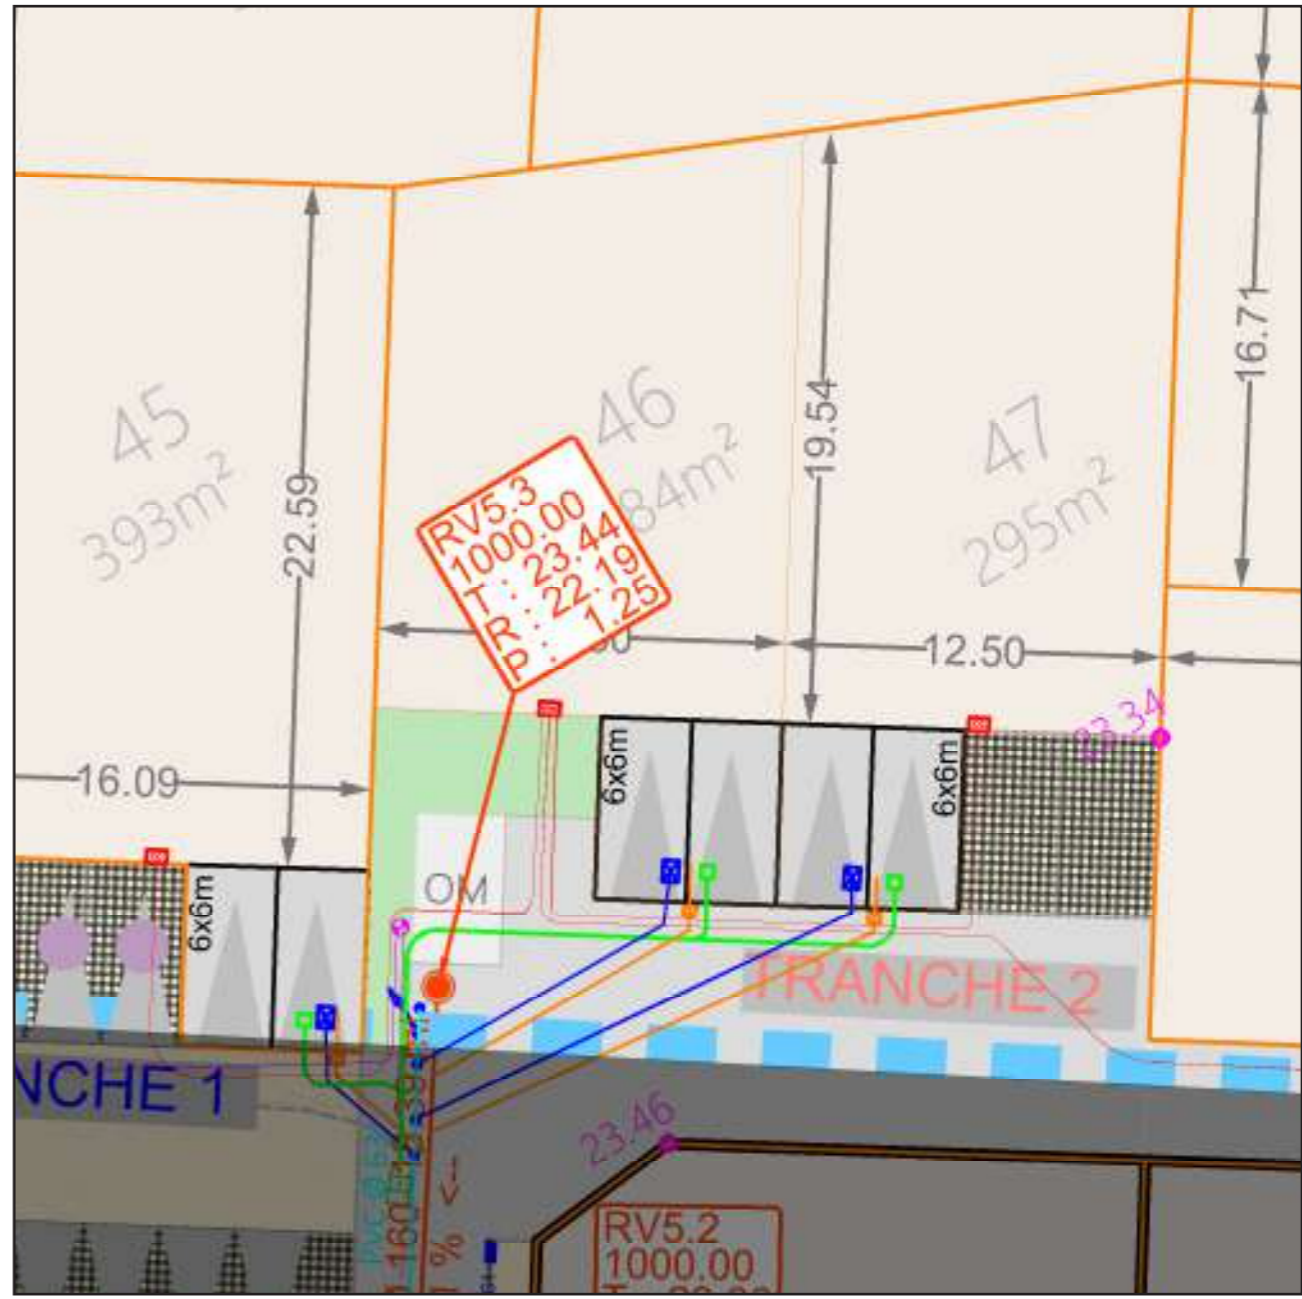 16.71
45
393m²
46
84m²
47
295m²
19.54
22.59
RV5.3
1000.00
T : 23.44
R : 22.19
P : 1.25
12.50
23.34
16.09
6x6m
6x6m
6x6m
OM
TRANCHE 2
NCHE 1
23.46
%
RV5.2
1000.00